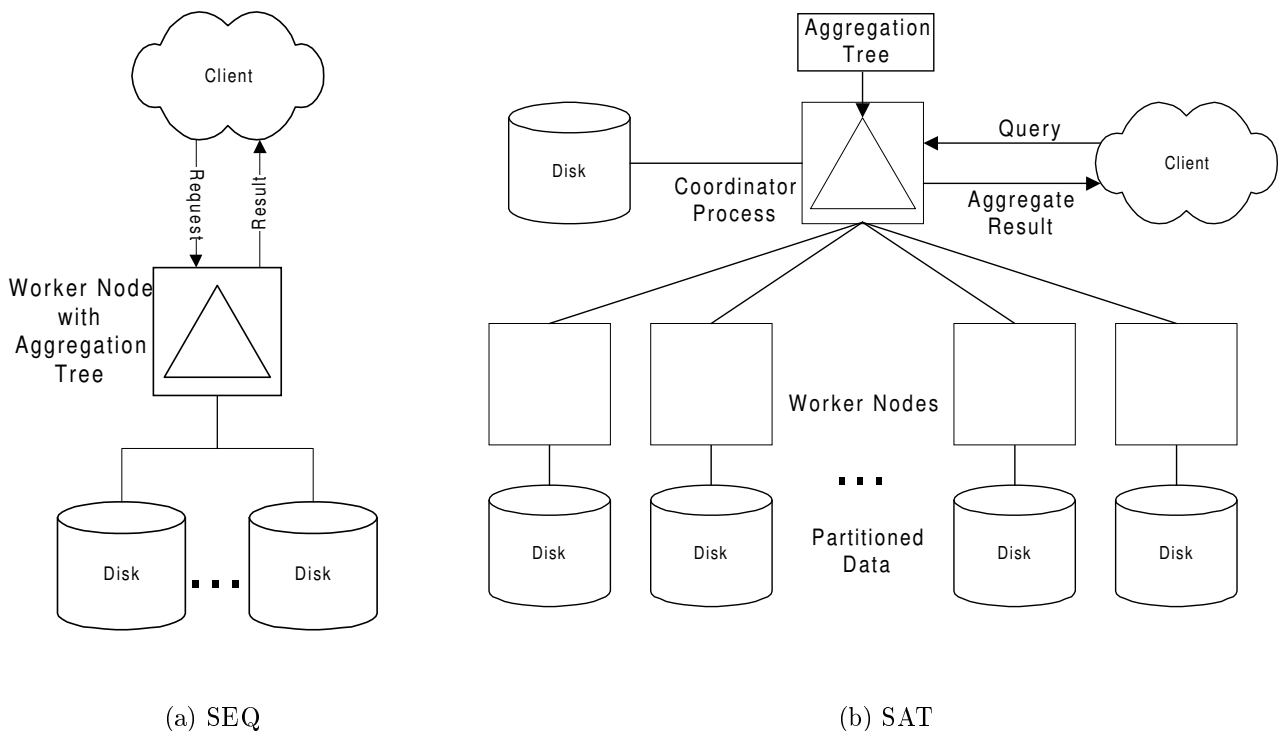 Client
Request
Result
Worker Node
with
Aggregation
Tree
Disk
Disk
(a) SEQ
Aggregation
Tree
Disk
Coordinator
Process
Query
Client
Aggregate
Result
Worker Nodes
Partitioned
Data
Disk
Disk
Disk
Disk
(b) SAT